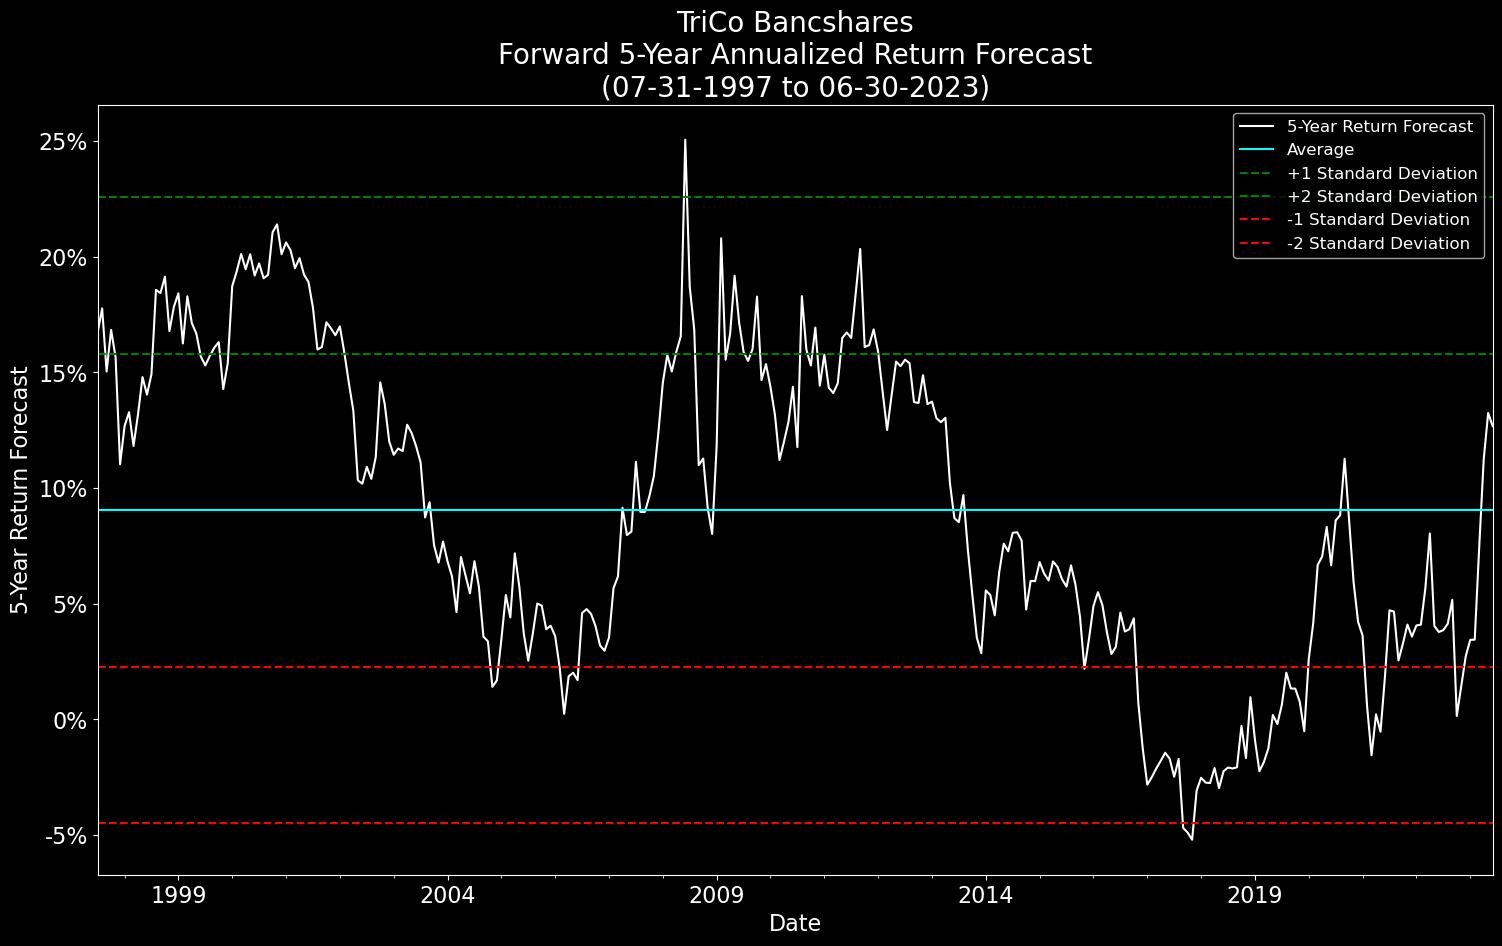 TriCo Bancshares
Forward 5-Year Annualized Return Forecast
(07-31-1997 to 06-30-2023)
5-Year Return Forecast
Average
+1 Standard Deviation
+2 Standard Deviation
-1 Standard Deviation
-2 Standard Deviation
25%
20%
15%
10%
5%
0%
-5%
5-Year Return Forecast
1999
2004
2009
2014
2019
Date